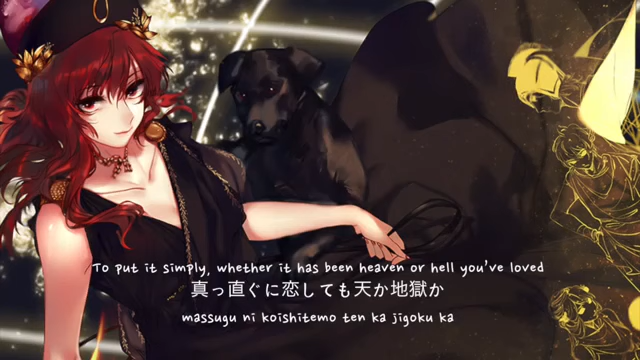 To put it simply, whether it has been heaven or hell you've loved
真っ直ぐに恋しても天か地獄か
massugu ni koishitemo ten ka jigoku ka